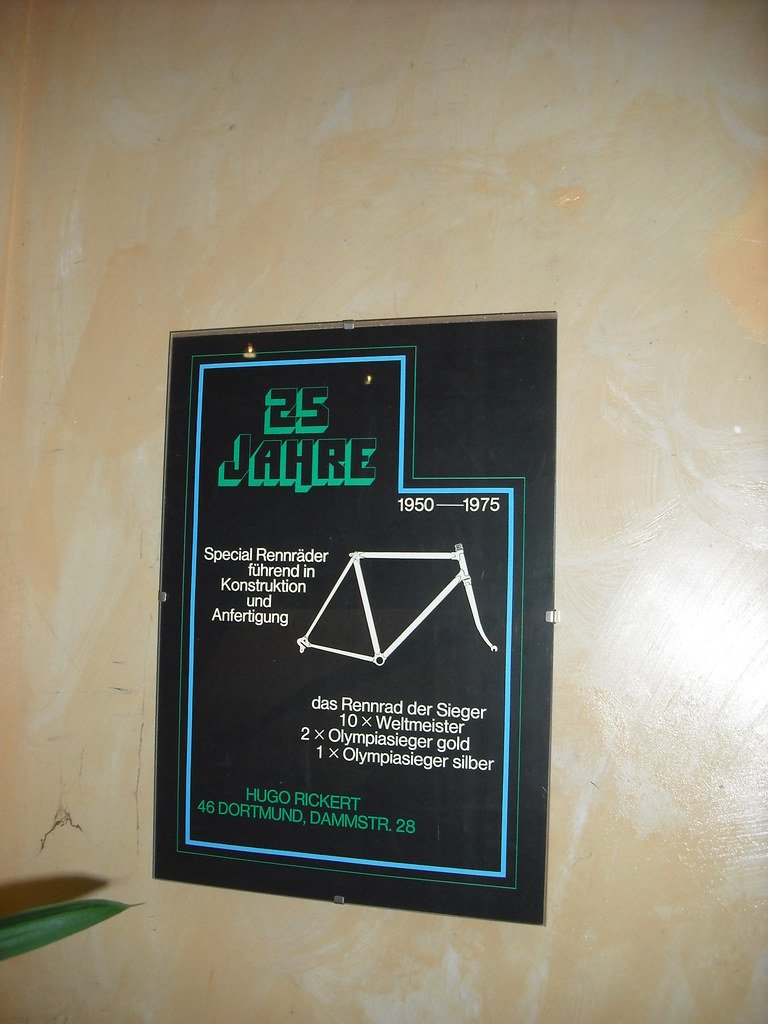 25
JAHRE
1950—1975
Special Rennräder
führend in
Konstruktion
und
Anfertigung
das Rennrad der Sieger
10 × Weltmeister
2 × Olympiasieger gold
1 × Olympiasieger silber
HUGO RICKERT
46 DORTMUND, DAMMSTR. 28